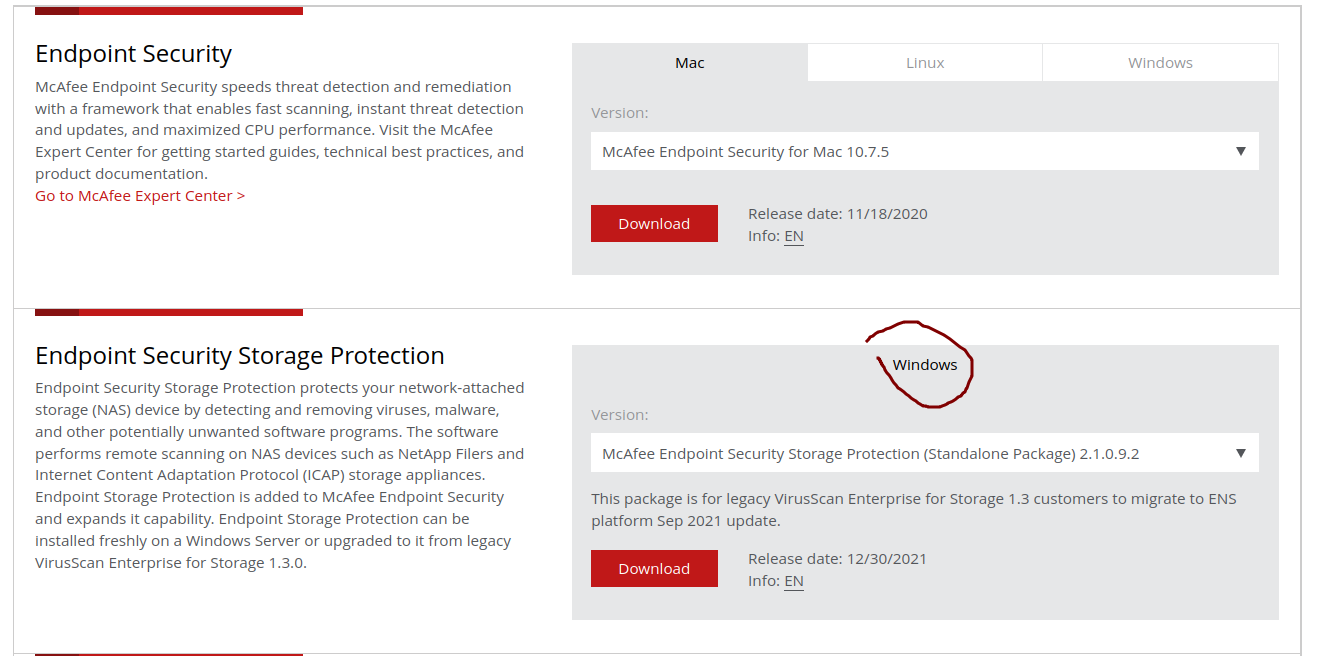 Endpoint Security
McAfee Endpoint Security speeds threat detection and remediation
with a framework that enables fast scanning, instant threat detection
and updates, and maximized CPU performance. Visit the McAfee
Expert Center for getting started guides, technical best practices, and
product documentation.
Go to McAfee Expert Center >
Mac
Linux
Windows
Version:
McAfee Endpoint Security for Mac 10.7.5
Download
Release date: 11/18/2020
Info: EN
Endpoint Security Storage Protection
Endpoint Security Storage Protection protects your network-attached
storage (NAS) device by detecting and removing viruses, malware,
and other potentially unwanted software programs. The software
performs remote scanning on NAS devices such as NetApp Filers and
Internet Content Adaptation Protocol (ICAP) storage appliances.
Endpoint Storage Protection is added to McAfee Endpoint Security
and expands it capability. Endpoint Storage Protection can be
installed freshly on a Windows Server or upgraded to it from legacy
VirusScan Enterprise for Storage 1.3.0.
Windows
Version:
McAfee Endpoint Security Storage Protection (Standalone Package) 2.1.0.9.2
This package is for legacy VirusScan Enterprise for Storage 1.3 customers to migrate to ENS
platform Sep 2021 update.
Download
Release date: 12/30/2021
Info: EN